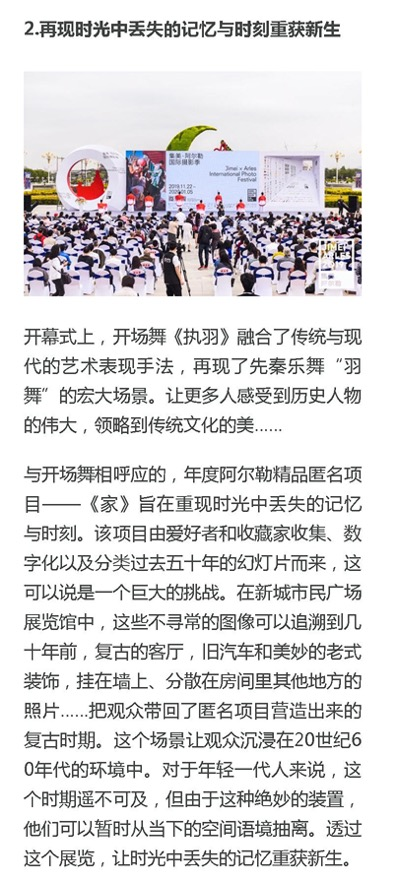 2.再现时光中丢失的记忆与时刻重获新生
集美·阿尔勒
国际摄影季
Jimei × Arles
International Photo
Festival
2019.11.22 -
2020.01.05
JIMEI
ARLES
开幕式上，开场舞《执羽》融合了传统与现
代的艺术表现手法，再现了先秦乐舞“羽
舞”的宏大场景。让更多人感受到历史人物
的伟大，领略到传统文化的美……
与开场舞相呼应的，年度阿尔勒精品匿名项
目——《家》旨在重现时光中丢失的记忆
与时刻。该项目由爱好者和收藏家收集、数
字化以及分类过去五十年的幻灯片而来，这
可以说是一个巨大的挑战。在新城市民广场
展览馆中，这些不寻常的图像可以追溯到几
十年前，复古的客厅，旧汽车和美妙的老式
装饰，挂在墙上、分散在房间里其他地方的
照片……把观众带回了匿名项目营造出来的
复古时期。这个场景让观众沉浸在20世纪6
0年代的环境中。对于年轻一代人来说，这
个时期遥不可及，但由于这种绝妙的装置，
他们可以暂时从当下的空间语境抽离。透过
这个展览，让时光中丢失的记忆重获新生。